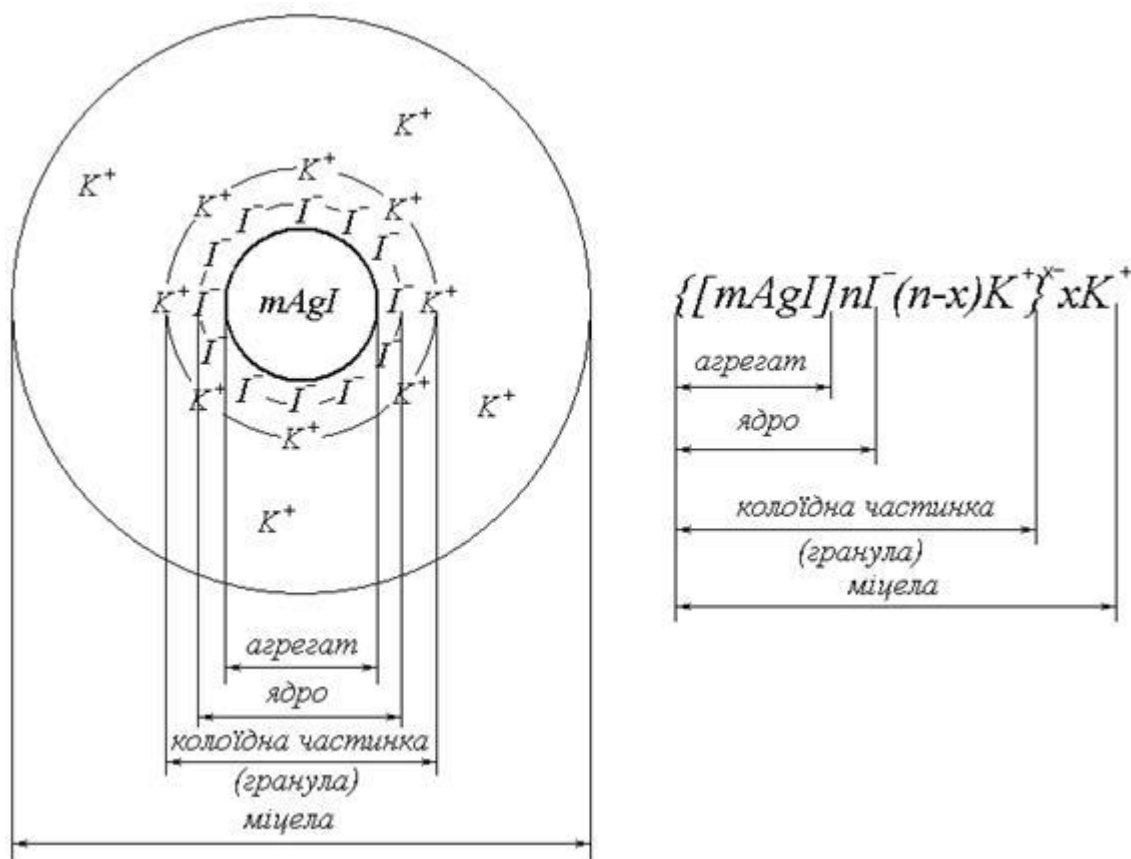 K⁺
K⁺
K⁺
K⁺ K⁺
I⁻ I⁻ I⁻
I⁻ I⁻
K⁺ I⁻ mAgI I⁻ K⁺
I⁻ I⁻
I⁻ I⁻ I⁻
K⁺ K⁺
K⁺
K⁺
K⁺
агрегат
ядро
колоїдна частинка
(гранула)
міцела
{[mAgI]nI⁻(n-x)K⁺}ˣ⁻xK⁺
агрегат
ядро
колоїдна частинка
(гранула)
міцела